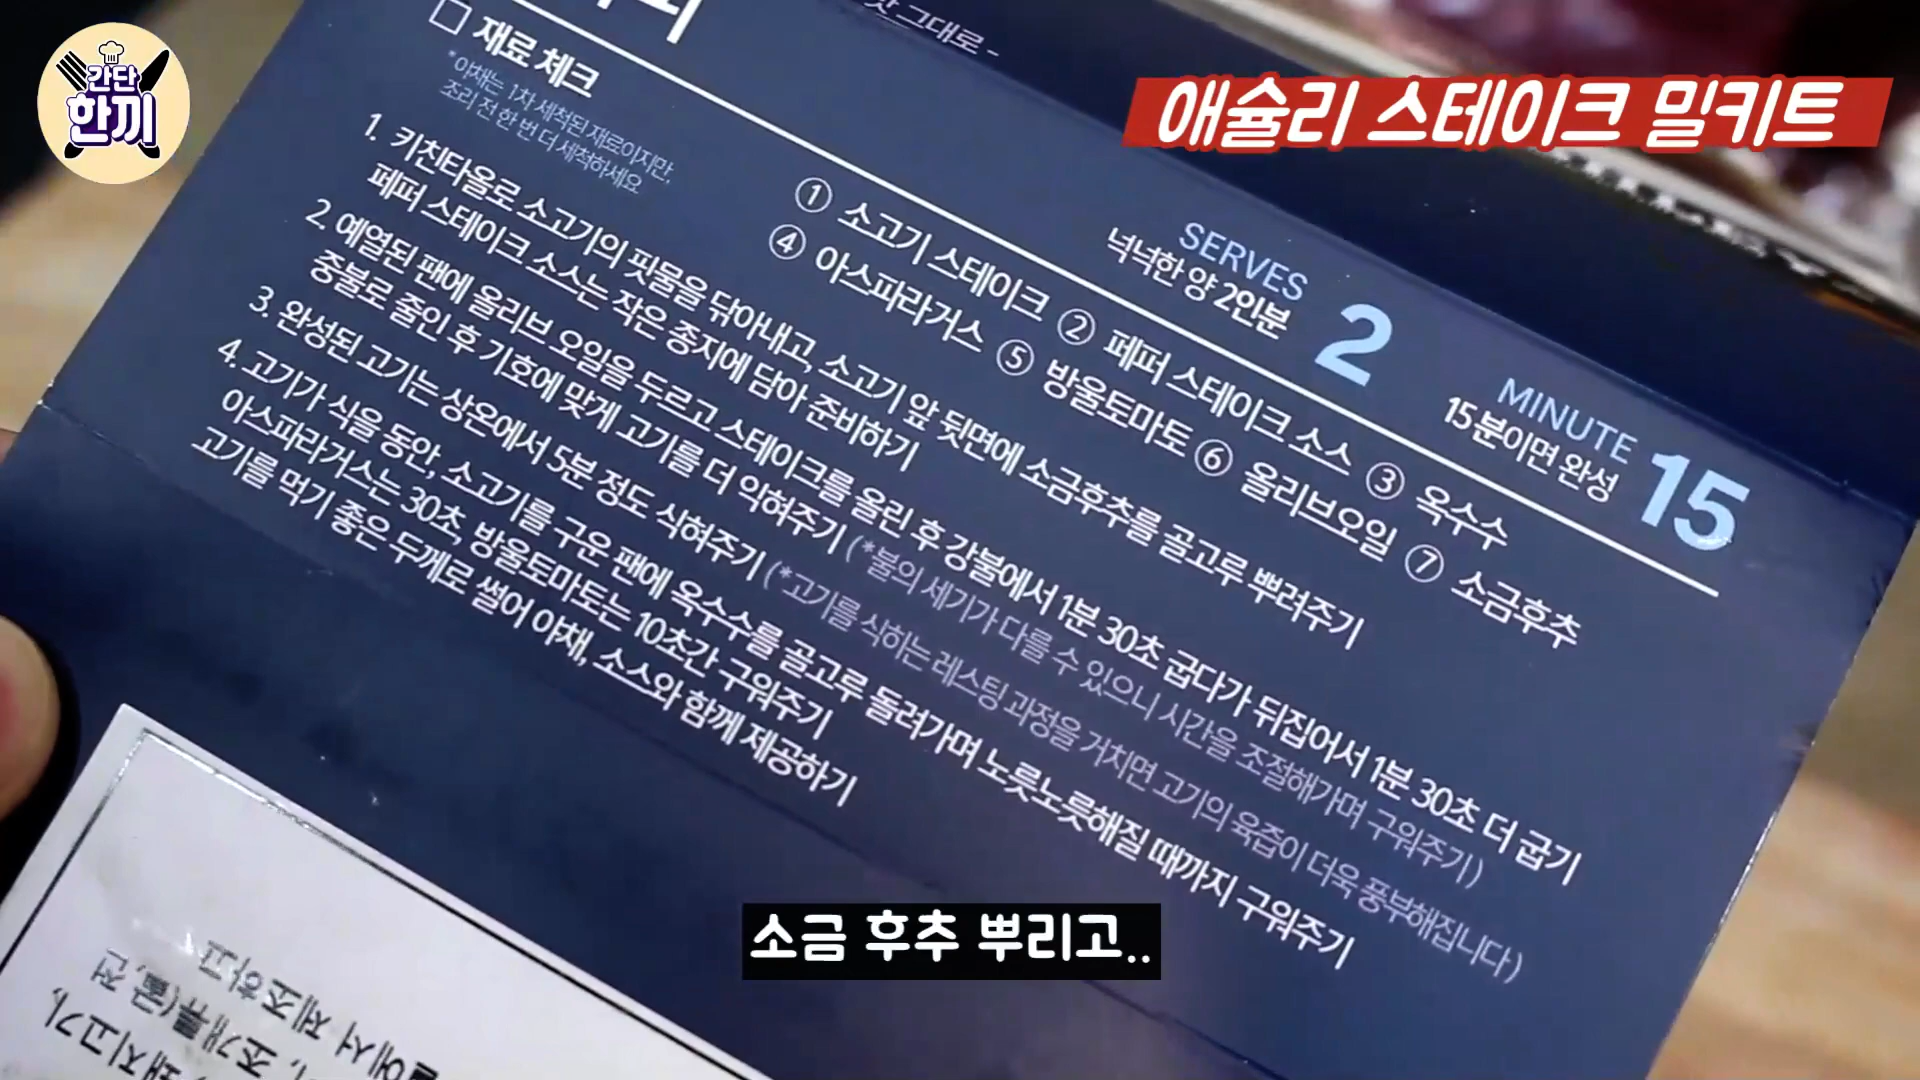 간단
한끼
애슐리 스테이크 밀키트
맛 그대로 -
□ 재료 체크
*야채는 1차 세척된 재료이지만,
조리 전 한 번 더 세척하세요
SERVES
넉넉한 양 2인분
2
MINUTE
15분이면 완성
15
① 소고기 스테이크 ② 페퍼 스테이크 소스 ③ 옥수수
④ 아스파라거스 ⑤ 방울토마토 ⑥ 올리브오일 ⑦ 소금후추
1. 키친타올로 소고기의 핏물을 닦아내고, 소고기 앞 뒷면에 소금후추를 골고루 뿌려주기
페퍼 스테이크 소스는 작은 종지에 담아 준비하기
2. 예열된 팬에 올리브 오일을 두르고 스테이크를 올린 후 강불에서 1분 30초 굽다가 뒤집어서 1분 30초 더 굽기
중불로 줄인 후 기호에 맞게 고기를 더 익혀주기 (*불의 세기가 다를 수 있으니 시간을 조절해가며 구워주기)
3. 완성된 고기는 상온에서 5분 정도 식혀주기 (*고기를 식히는 레스팅 과정을 거치면 고기의 육즙이 더욱 풍부해집니다)
4. 고기가 식을 동안, 소고기를 구운 팬에 옥수수를 골고루 돌려가며 노릇노릇해질 때까지 구워주기
아스파라거스는 30초, 방울토마토는 10초간 구워주기
고기를 먹기 좋은 두께로 썰어 야채, 소스와 함께 제공하기
소금 후추 뿌리고..
돼지고기,
조개류(굴, 전
에서 제조하고